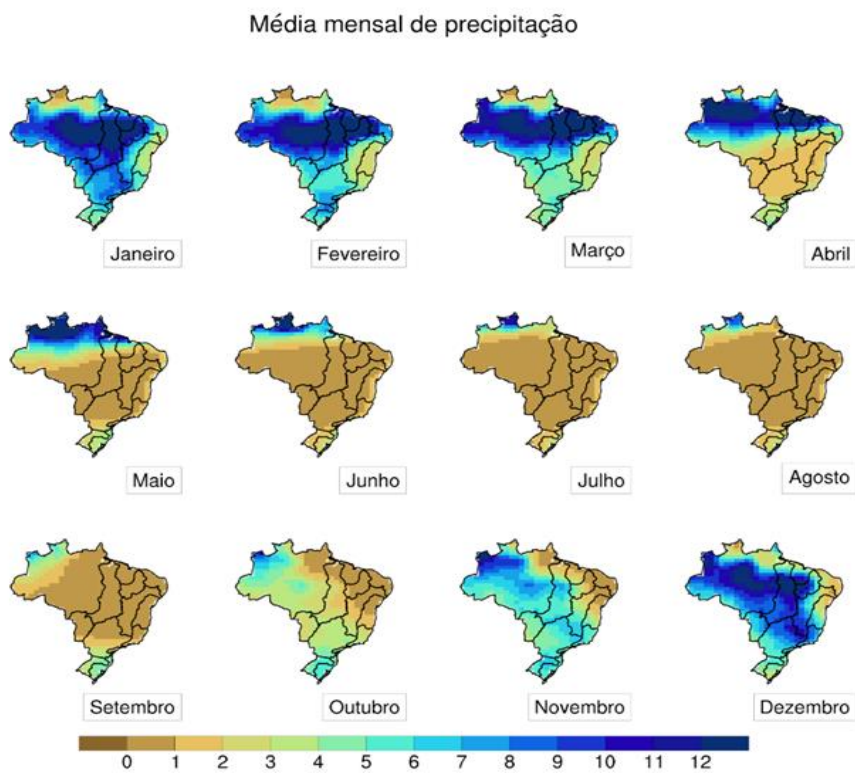 Média mensal de precipitação
Janeiro
Fevereiro
Março
Abril
Maio
Junho
Julho
Agosto
Setembro
Outubro
Novembro
Dezembro
0 1 2 3 4 5 6 7 8 9 10 11 12